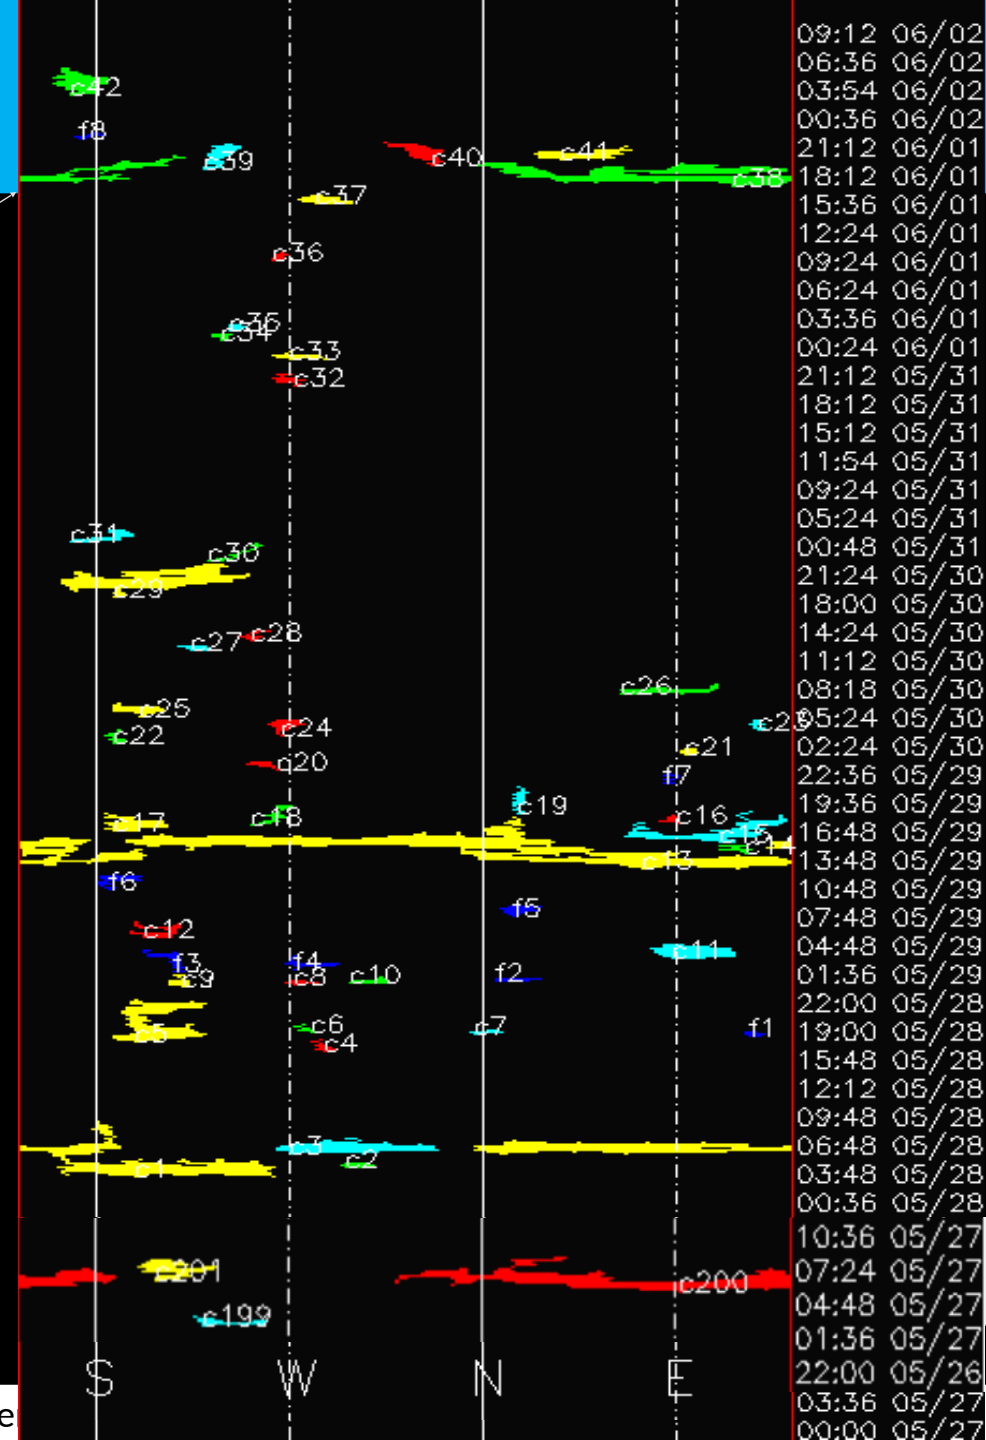 09:12 06/02
06:36 06/02
c42 03:54 06/02
f8 00:36 06/02
c39 c40 c41 21:12 06/01
c38 18:12 06/01
c37 15:36 06/01
12:24 06/01
c36 09:24 06/01
06:24 06/01
c35 03:36 06/01
c34
c33 00:24 06/01
c32 21:12 05/31
18:12 05/31
15:12 05/31
11:54 05/31
09:24 05/31
05:24 05/31
c31 00:48 05/31
c30
c29 21:24 05/30
18:00 05/30
c27 c28 14:24 05/30
11:12 05/30
c26 08:18 05/30
c25 c24 c23 05:24 05/30
c22 c21 02:24 05/30
c20 f7 22:36 05/29
c19 19:36 05/29
c17 c18 c16 c15 16:48 05/29
c14
c13 13:48 05/29
f6 10:48 05/29
f5 07:48 05/29
c12 c11 04:48 05/29
f3 f4
c9 c8 c10 f2 01:36 05/29
22:00 05/28
c5 c6 c7 f1 19:00 05/28
c4 15:48 05/28
12:12 05/28
09:48 05/28
c3 06:48 05/28
c1 c2 03:48 05/28
00:36 05/28
10:36 05/27
c201 c200 07:24 05/27
c199 04:48 05/27
01:36 05/27
S W N E 22:00 05/26
03:36 05/27
e 00:00 05/27